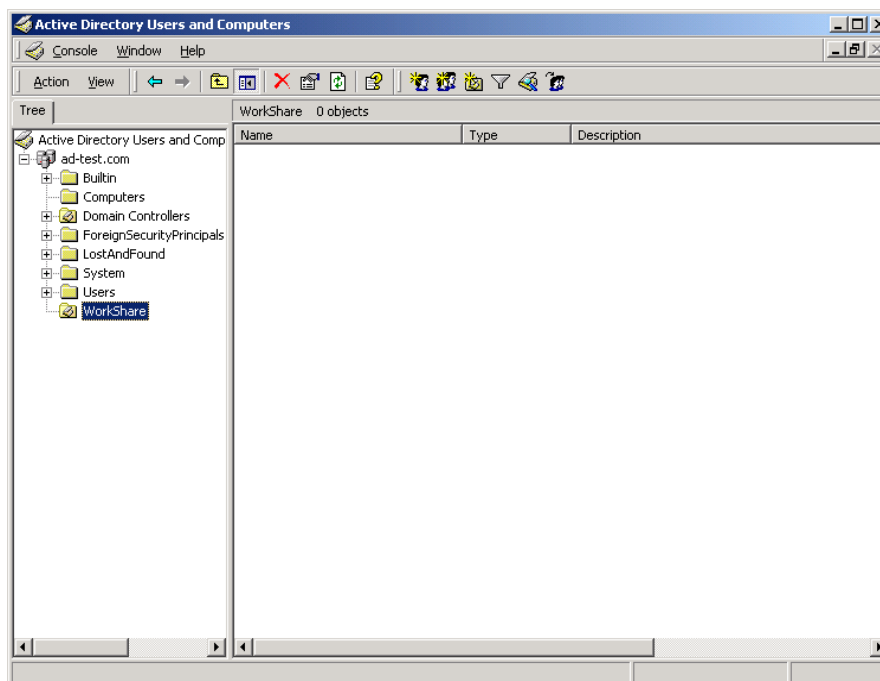 Active Directory Users and Computers
Console Window Help
Action View
Tree
WorkShare 0 objects
Active Directory Users and Comp
Name Type Description
ad-test.com
Builtin
Computers
Domain Controllers
ForeignSecurityPrincipals
LostAndFound
System
Users
WorkShare